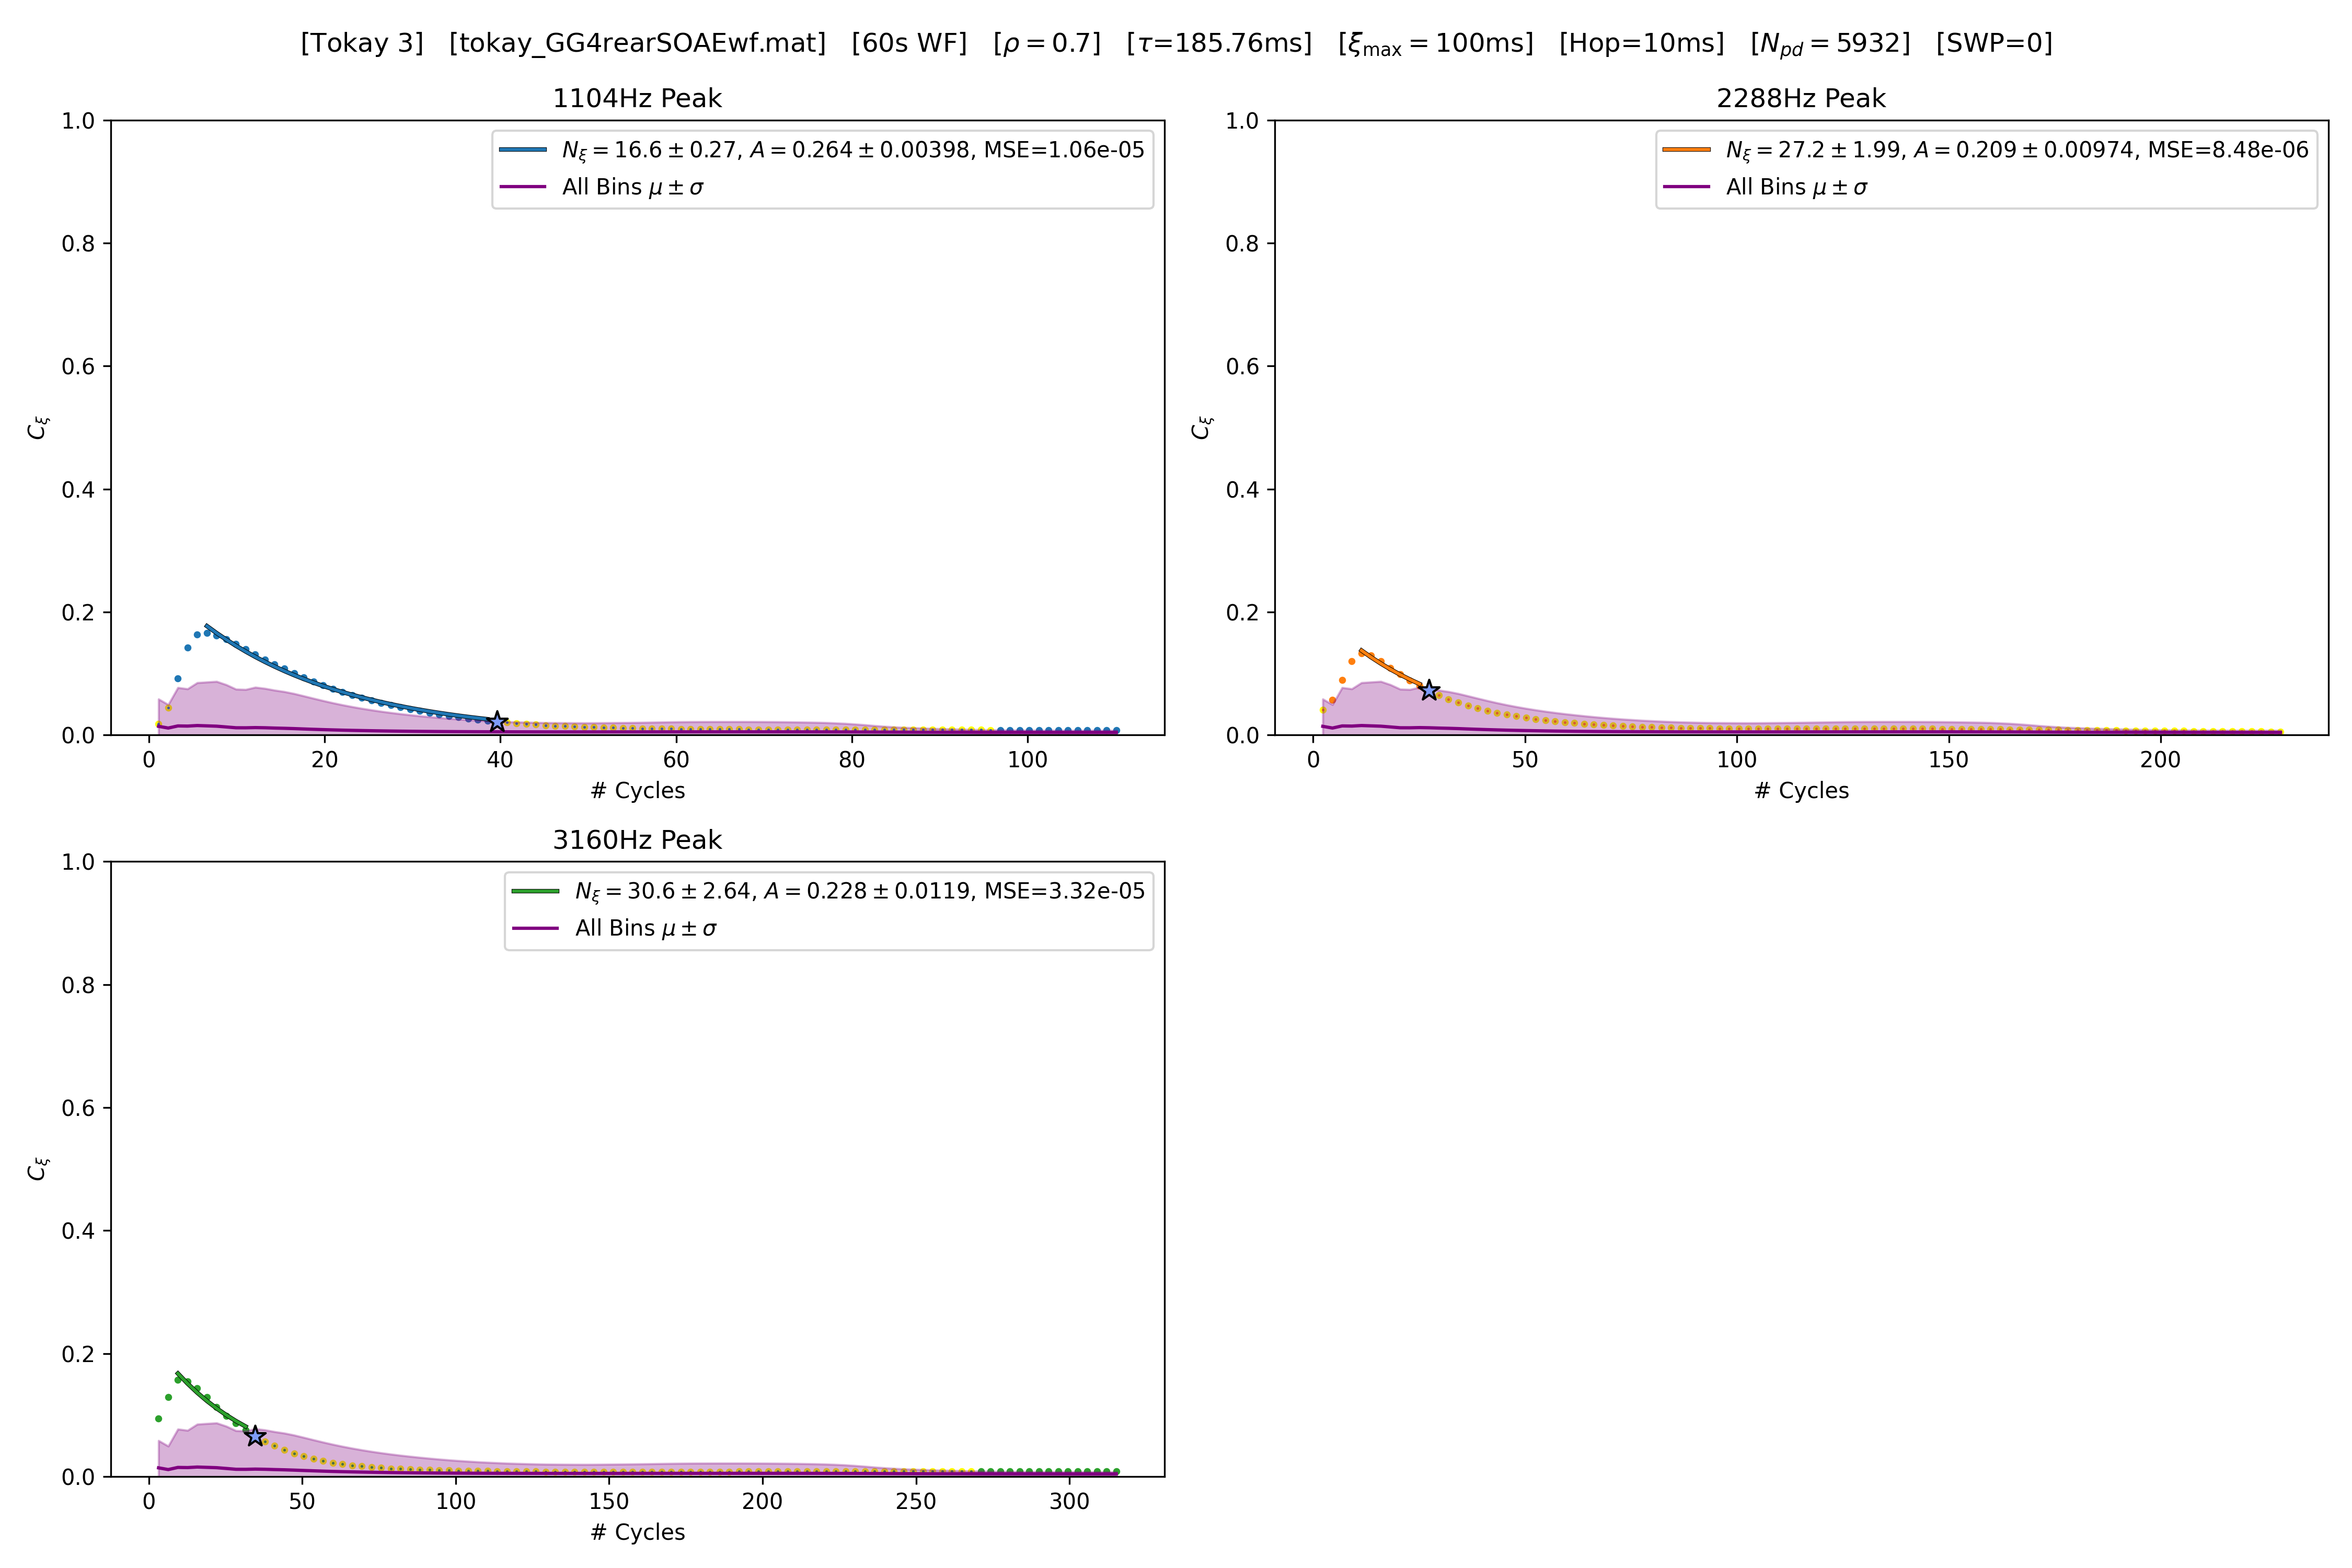 [Tokay 3] [tokay_GG4rearSOAEwf.mat] [60s WF] [ρ = 0.7] [τ=185.76ms] [ξmax = 100ms] [Hop=10ms] [Npd = 5932] [SWP=0]
1104Hz Peak
Nξ = 16.6 ± 0.27, A = 0.264 ± 0.00398, MSE=1.06e-05
All Bins μ ± σ
1.0
0.8
0.6
0.4
0.2
0.0
Cξ
0 20 40 60 80 100
# Cycles
2288Hz Peak
Nξ = 27.2 ± 1.99, A = 0.209 ± 0.00974, MSE=8.48e-06
All Bins μ ± σ
1.0
0.8
0.6
0.4
0.2
0.0
Cξ
0 50 100 150 200
# Cycles
3160Hz Peak
Nξ = 30.6 ± 2.64, A = 0.228 ± 0.0119, MSE=3.32e-05
All Bins μ ± σ
1.0
0.8
0.6
0.4
0.2
0.0
Cξ
0 50 100 150 200 250 300
# Cycles